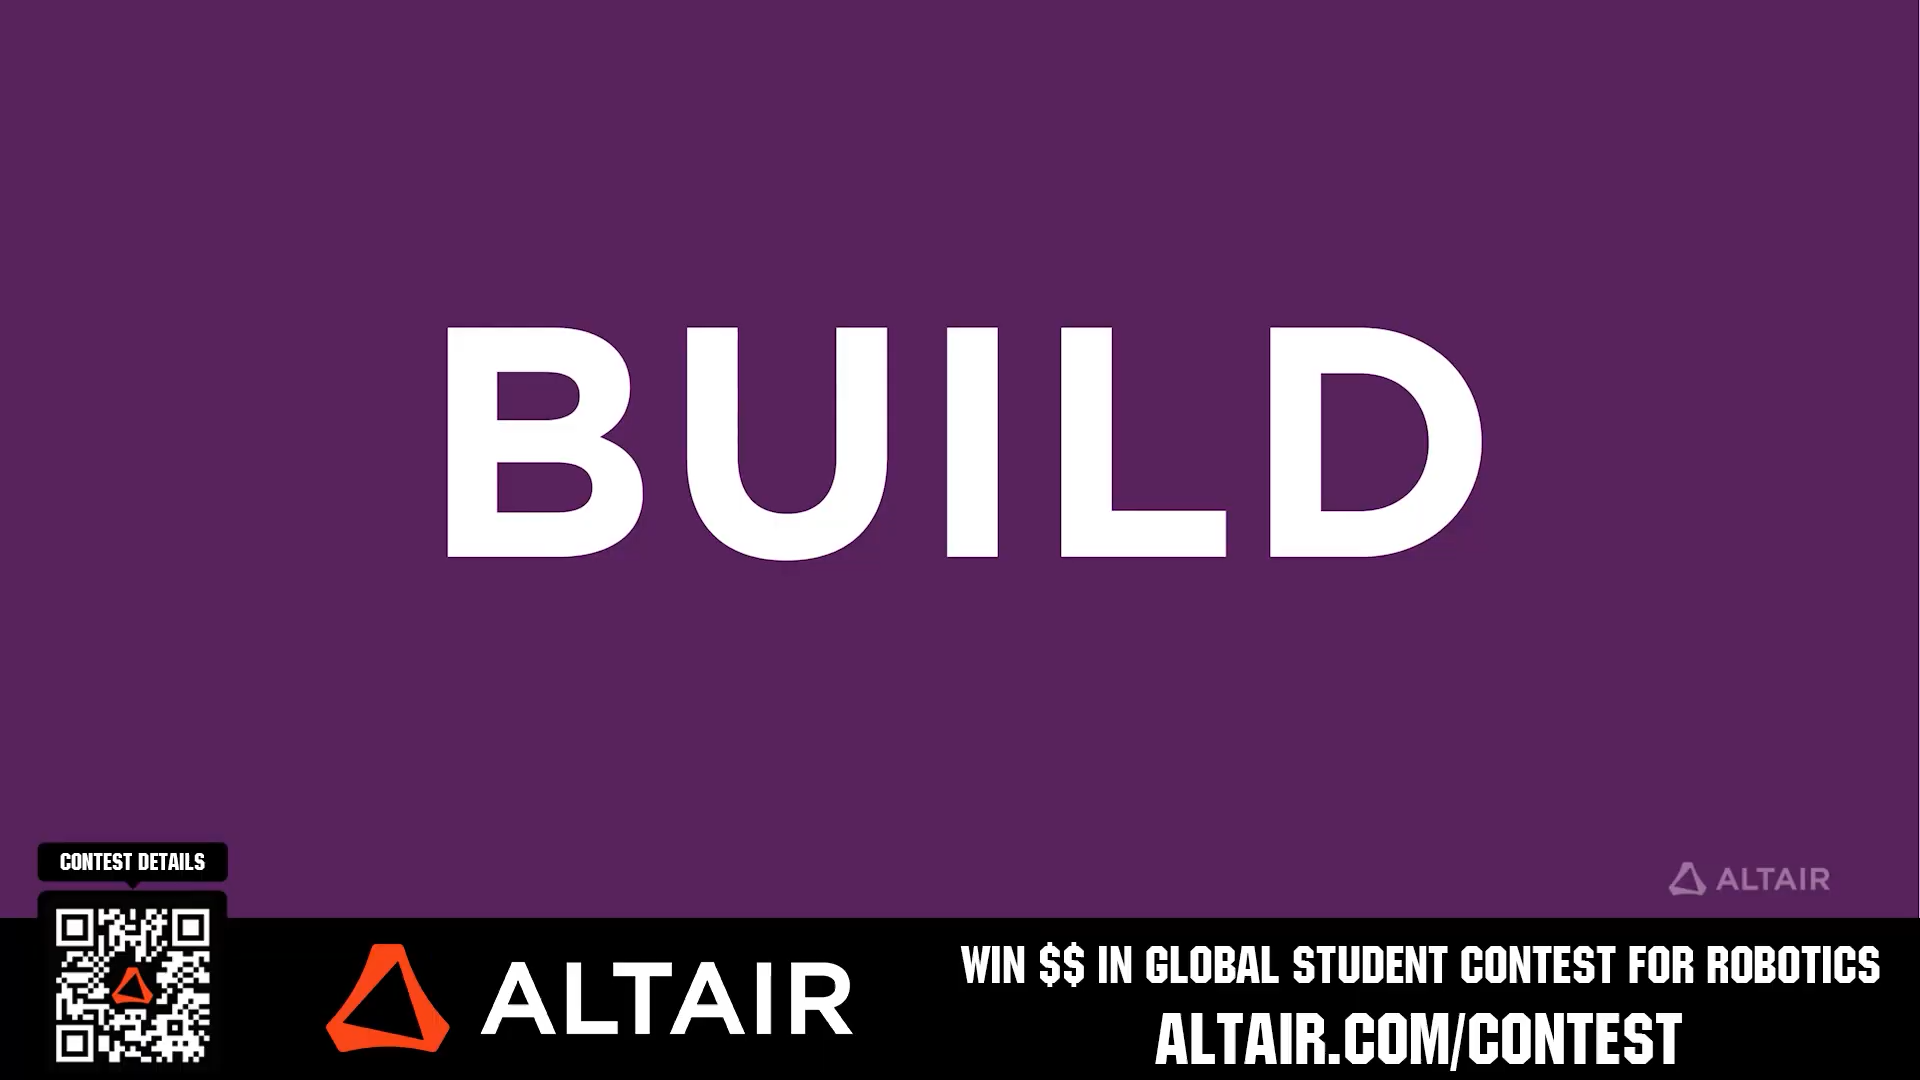 BUILD
CONTEST DETAILS
ALTAIR
ALTAIR
WIN $$ IN GLOBAL STUDENT CONTEST FOR ROBOTICS
ALTAIR.COM/CONTEST